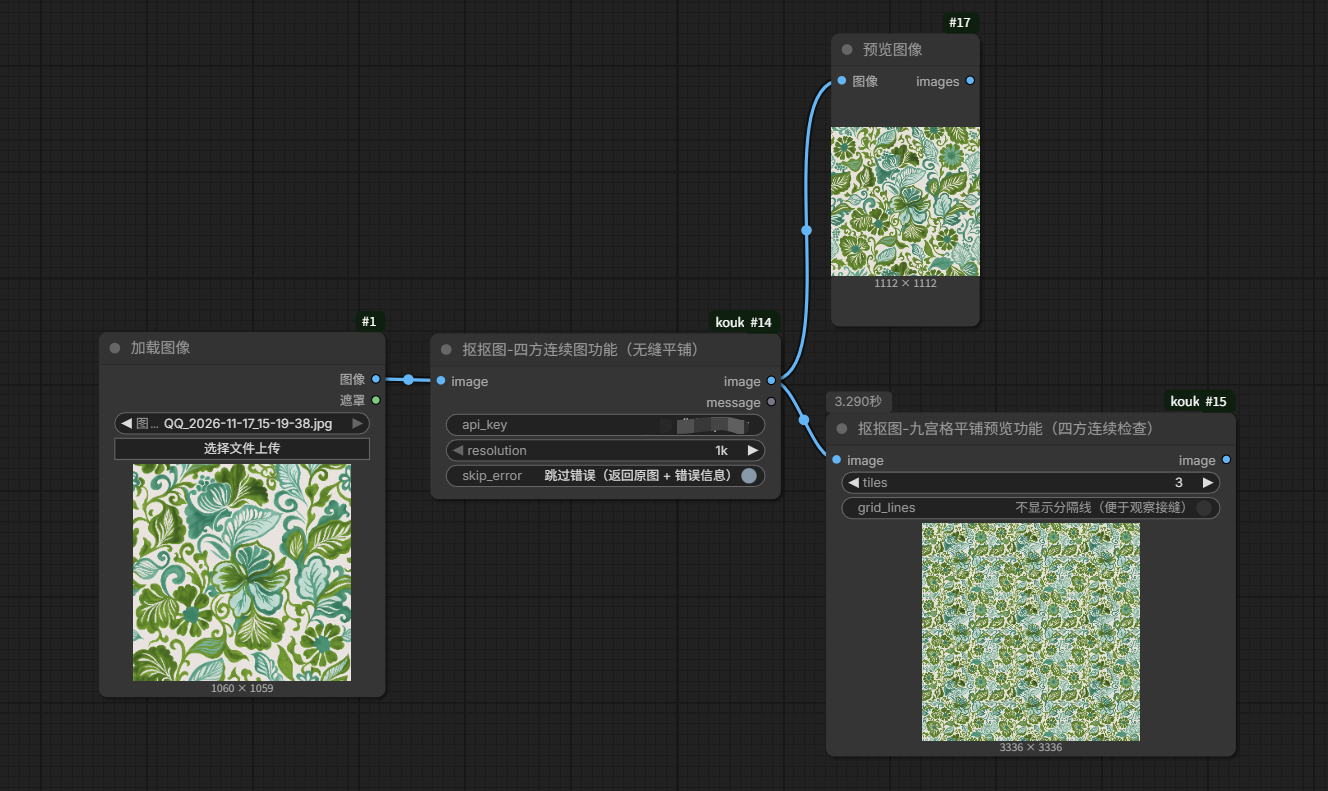 #17
预览图像
图像 images
1112 × 1112
#1
加载图像
图像
遮罩
图... QQ_2026-11-17_15-19-38.jpg
选择文件上传
1060 × 1059
kouk #14
抠抠图-四方连续图功能（无缝平铺）
image image
message
api_key
resolution 1k
skip_error 跳过错误（返回原图 + 错误信息）
3.290秒
kouk #15
抠抠图-九宫格平铺预览功能（四方连续检查）
image image
tiles 3
grid_lines 不显示分隔线（便于观察接缝）
3336 × 3336